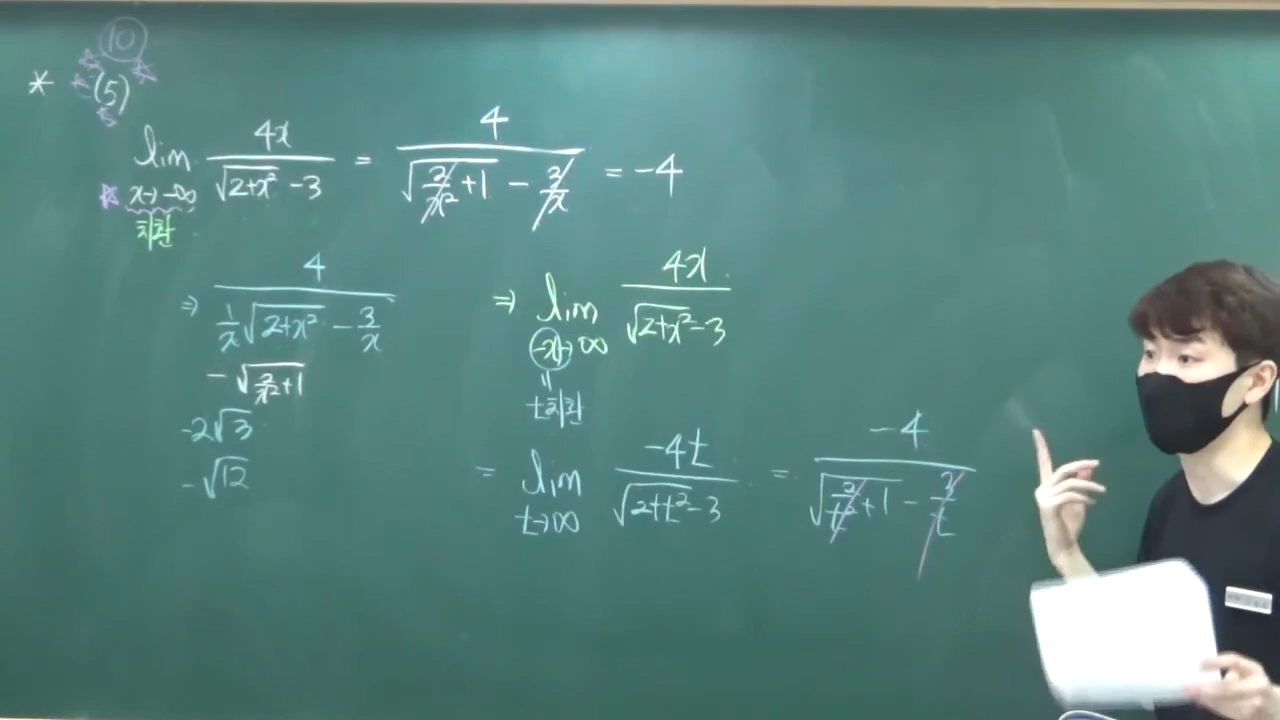 ⑩
* (5)
lim x→-∞ 4x / (√(2+x²) - 3) = 4 / (√(2/x² + 1) - 3/x) = -4
치환
⇒ 4 / (1/x √(2+x²) - 3/x)
-√(2/x² + 1)
-2√3
-√12
⇒ lim -x→∞ 4x / (√(2+x²) - 3)
=
t치환
= lim t→∞ -4t / (√(2+t²) - 3) = -4 / (√(2/t² + 1) - 3/t)